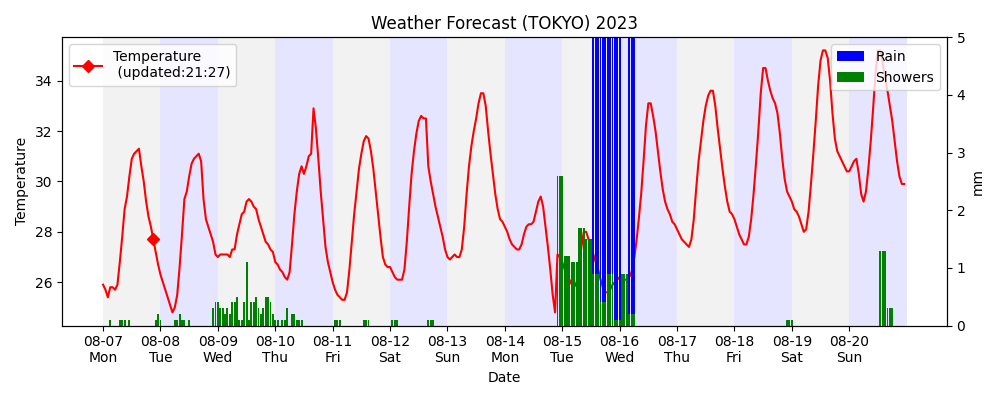 Weather Forecast (TOKYO) 2023
Temperature
(updated:21:27)
Rain
Showers
Temperature
34
32
30
28
26
5
4
3
2
1
0
mm
08-07 08-08 08-09 08-10 08-11 08-12 08-13 08-14 08-15 08-16 08-17 08-18 08-19 08-20
Mon Tue Wed Thu Fri Sat Sun Mon Tue Wed Thu Fri Sat Sun
Date